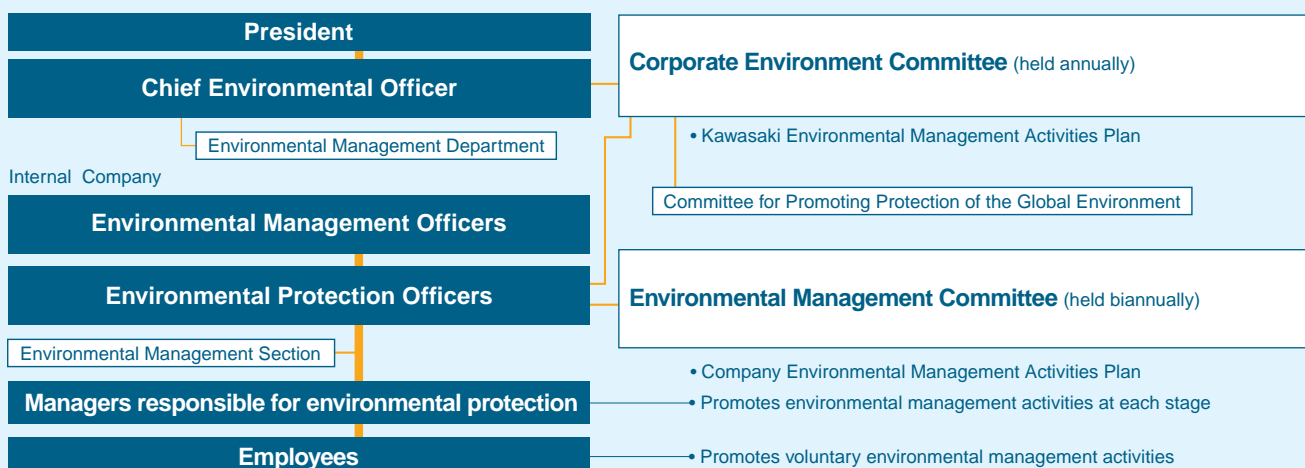 President
Chief Environmental Officer
Environmental Management Department
Corporate Environment Committee (held annually)
• Kawasaki Environmental Management Activities Plan
Committee for Promoting Protection of the Global Environment
Internal Company
Environmental Management Officers
Environmental Protection Officers
Environmental Management Committee (held biannually)
Environmental Management Section
• Company Environmental Management Activities Plan
Managers responsible for environmental protection
• Promotes environmental management activities at each stage
Employees
• Promotes voluntary environmental management activities